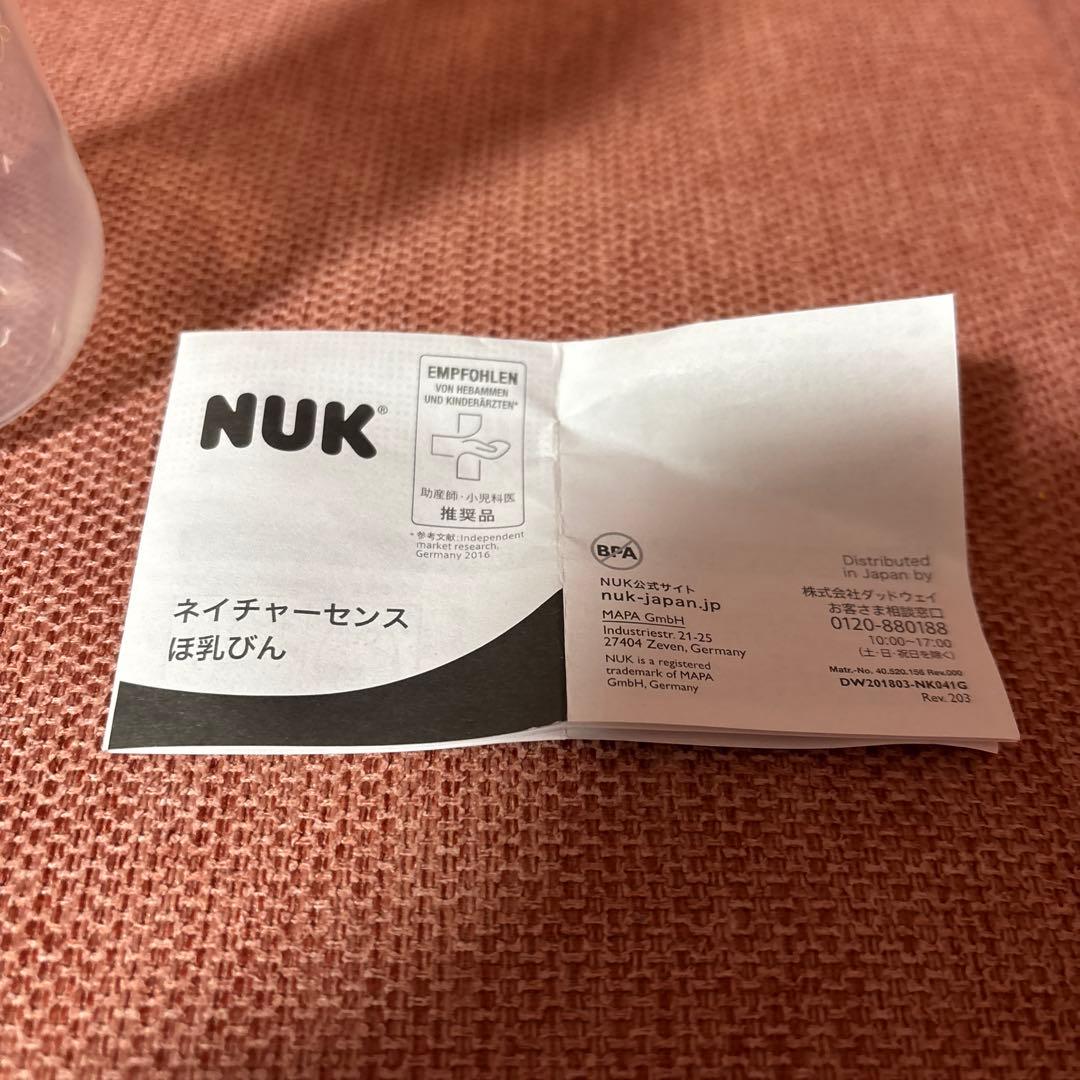 NUK®
EMPFOHLEN
VON HEBAMMEN
UND KINDERÄRZTEN*
助産師・小児科医
推奨品
*参考文献:Independent
market research,
Germany 2016
ネイチャーセンス
ほ乳びん
BPA
NUK公式サイト
nuk-japan.jp
MAPA GmbH
Industriestr. 21-25
27404 Zeven, Germany
NUK is a registered
trademark of MAPA
GmbH, Germany
Distributed
in Japan by
株式会社ダッドウェイ
お客さま相談窓口
0120-880188
10:00~17:00
(土・日・祝日を除く)
Matr.-No. 40.520.156 Rev.000
DW201803-NK041G
Rev.203